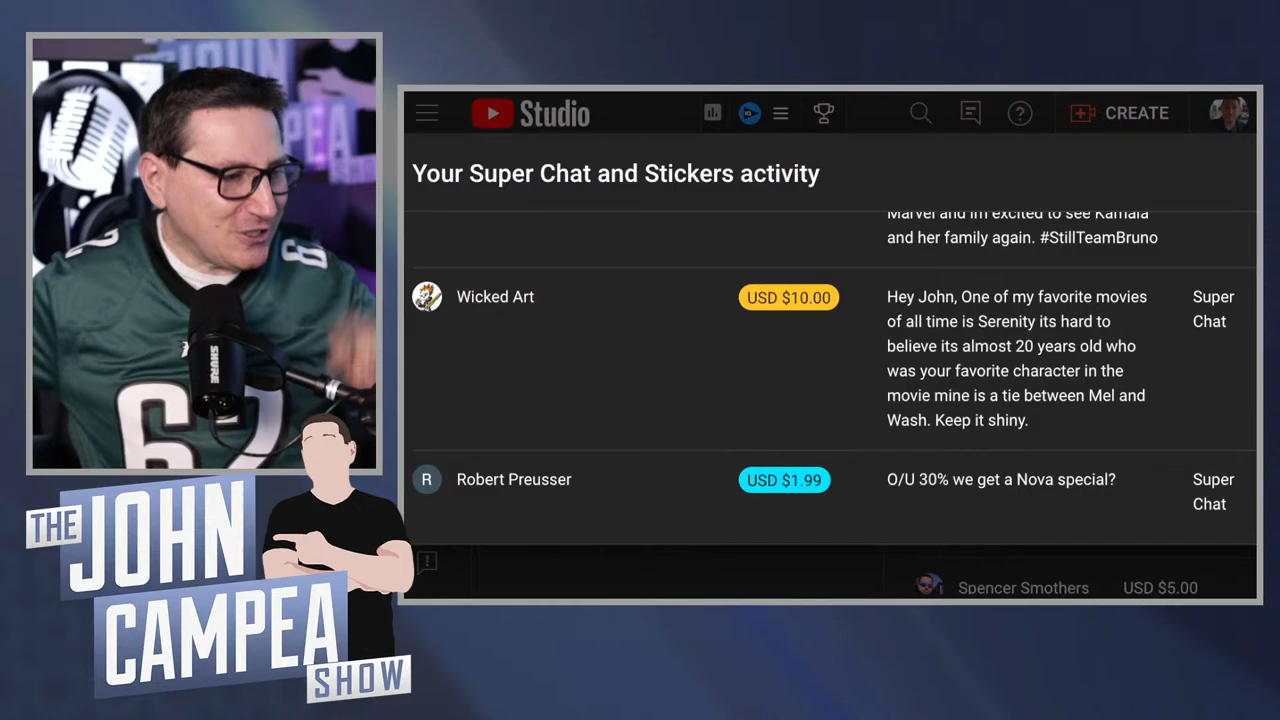 Studio
CREATE
Your Super Chat and Stickers activity
Marvel and im excited to see Kamala
and her family again. #StillTeamBruno
Wicked Art
USD $10.00
Hey John, One of my favorite movies
of all time is Serenity its hard to
believe its almost 20 years old who
was your favorite character in the
movie mine is a tie between Mel and
Wash. Keep it shiny.
Super
Chat
Robert Preusser
USD $1.99
O/U 30% we get a Nova special?
Super
Chat
R
Spencer Smothers
USD $5.00
SHURE
62
THE
JOHN
CAMPEA
SHOW